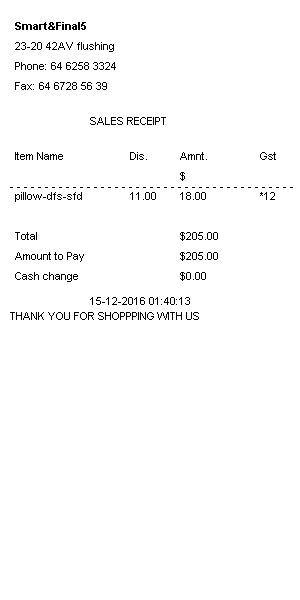 Smart&Final5
23-20 42AV flushing
Phone: 64 6258 3324
Fax: 64 6728 56 39
SALES RECEIPT
Item Name Dis. Amnt. Gst
$
pillow-dfs-sfd 11.00 18.00 *12
Total $205.00
Amount to Pay $205.00
Cash change $0.00
15-12-2016 01:40:13
THANK YOU FOR SHOPPPING WITH US